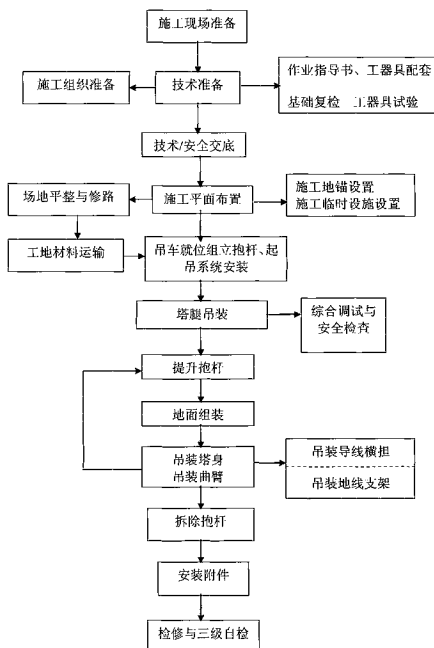 施工现场准备
施工组织准备
技术准备
作业指导书、工器具配套
基础复检 工器具试验
技术/安全交底
场地平整与修路
施工平面布置
施工地锚设置
施工临时设施设置
工地材料运输
吊车就位组立抱杆、起
吊系统安装
塔腿吊装
综合调试与
安全检查
提升抱杆
地面组装
吊装塔身
吊装曲臂
吊装导线横担
吊装地线支架
拆除抱杆
安装附件
检修与三级自检